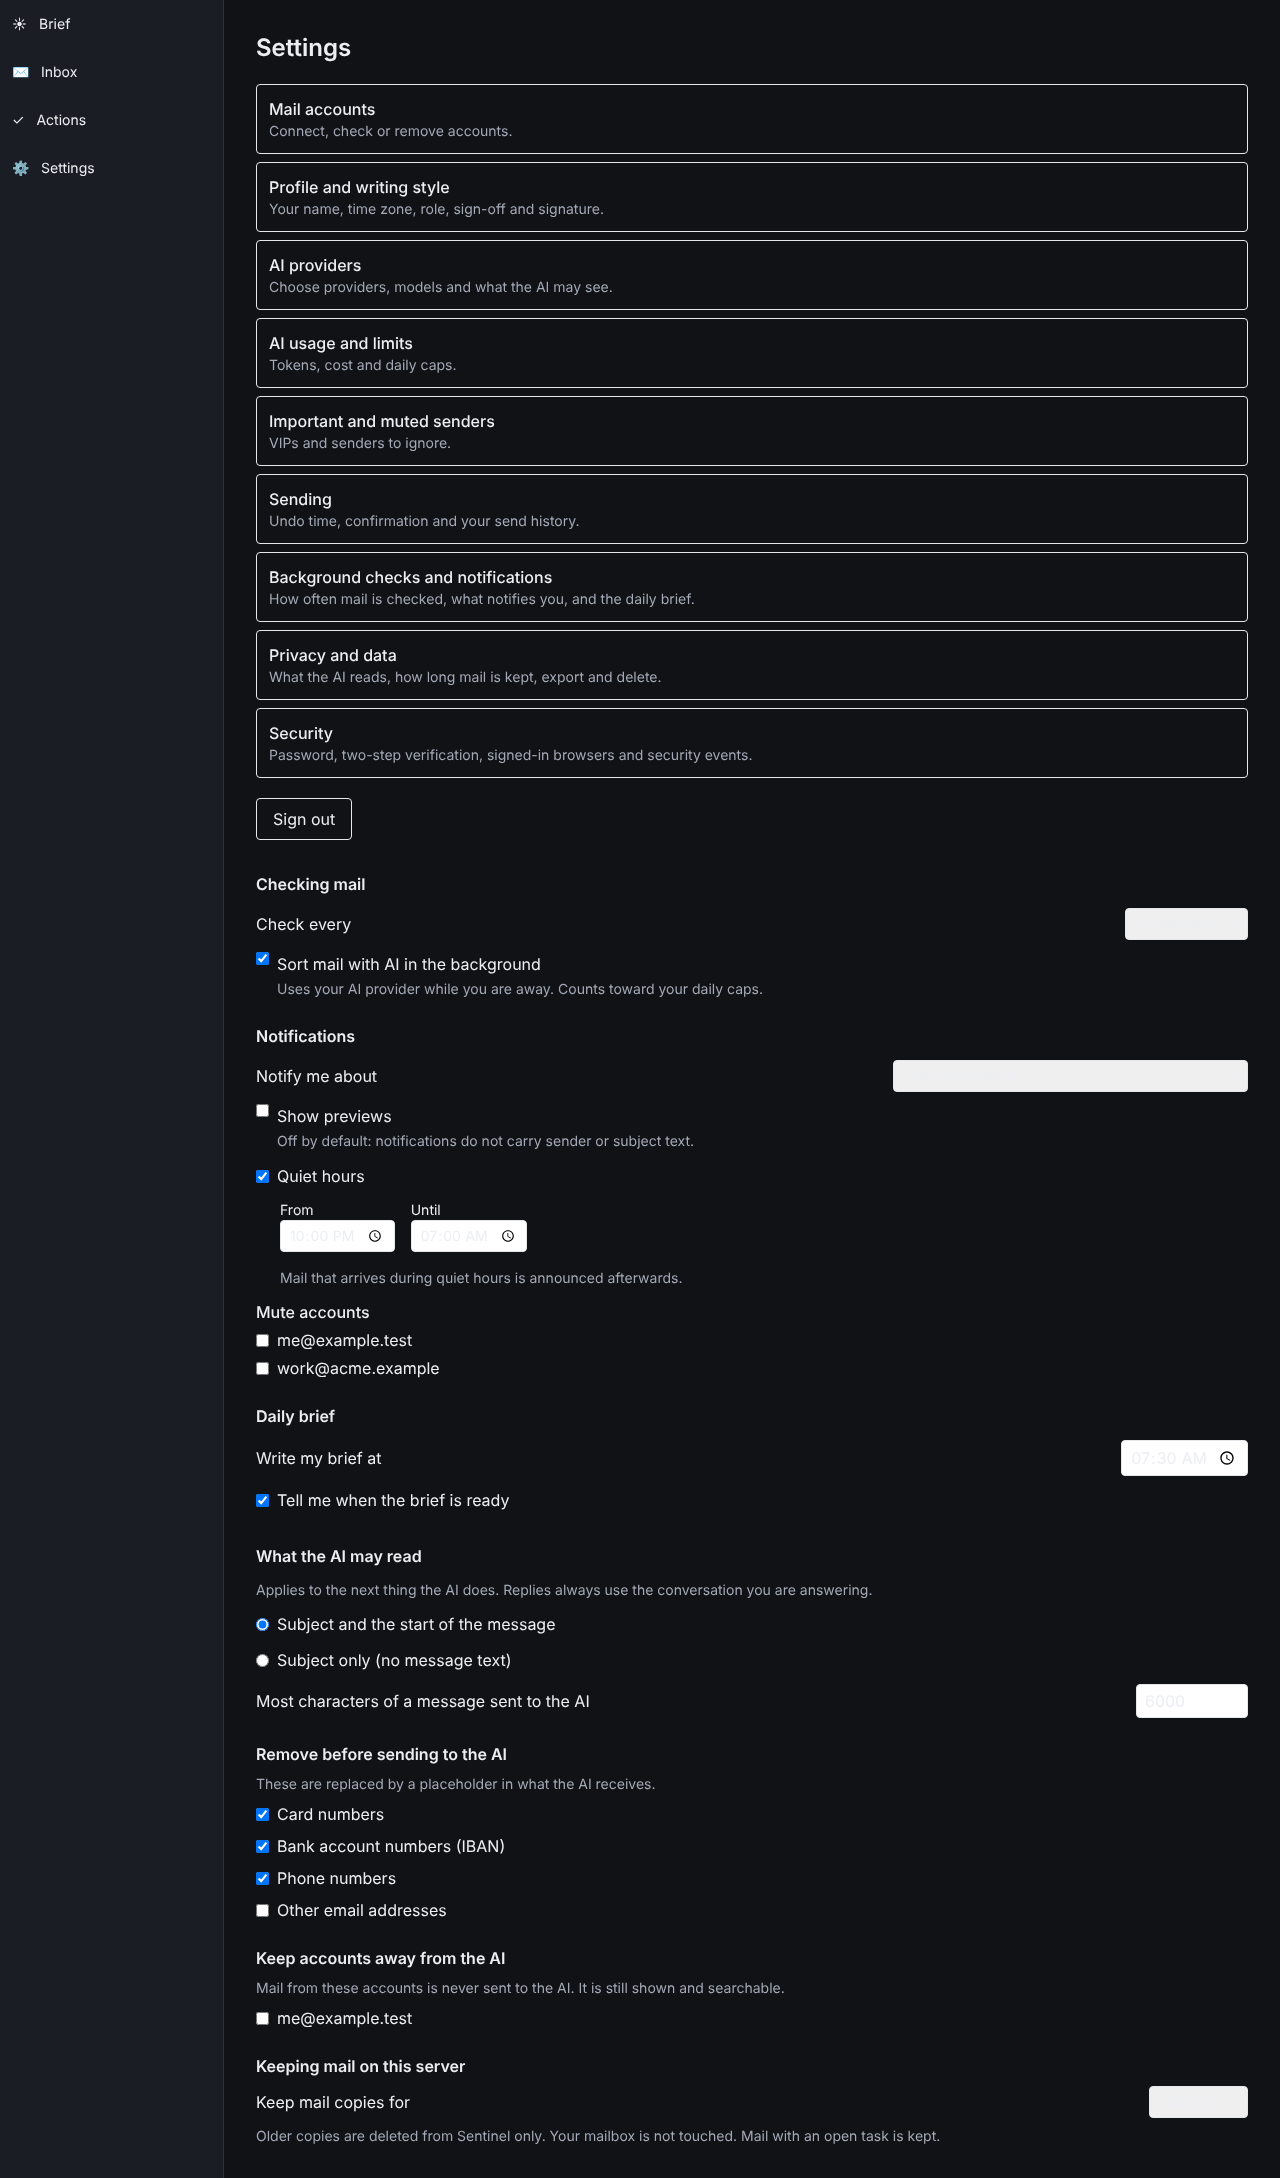 Brief
Inbox
Actions
Settings
Settings
Mail accounts
Connect, check or remove accounts.
Profile and writing style
Your name, time zone, role, sign-off and signature.
AI providers
Choose providers, models and what the AI may see.
AI usage and limits
Tokens, cost and daily caps.
Important and muted senders
VIPs and senders to ignore.
Sending
Undo time, confirmation and your send history.
Background checks and notifications
How often mail is checked, what notifies you, and the daily brief.
Privacy and data
What the AI reads, how long mail is kept, export and delete.
Security
Password, two-step verification, signed-in browsers and security events.
Sign out
Checking mail
Check every
Sort mail with AI in the background
Uses your AI provider while you are away. Counts toward your daily caps.
Notifications
Notify me about
Show previews
Off by default: notifications do not carry sender or subject text.
Quiet hours
From Until
10:00 PM 07:00 AM
Mail that arrives during quiet hours is announced afterwards.
Mute accounts
me@example.test
work@acme.example
Daily brief
Write my brief at 07:30 AM
Tell me when the brief is ready
What the AI may read
Applies to the next thing the AI does. Replies always use the conversation you are answering.
Subject and the start of the message
Subject only (no message text)
Most characters of a message sent to the AI 6000
Remove before sending to the AI
These are replaced by a placeholder in what the AI receives.
Card numbers
Bank account numbers (IBAN)
Phone numbers
Other email addresses
Keep accounts away from the AI
Mail from these accounts is never sent to the AI. It is still shown and searchable.
me@example.test
Keeping mail on this server
Keep mail copies for
Older copies are deleted from Sentinel only. Your mailbox is not touched. Mail with an open task is kept.